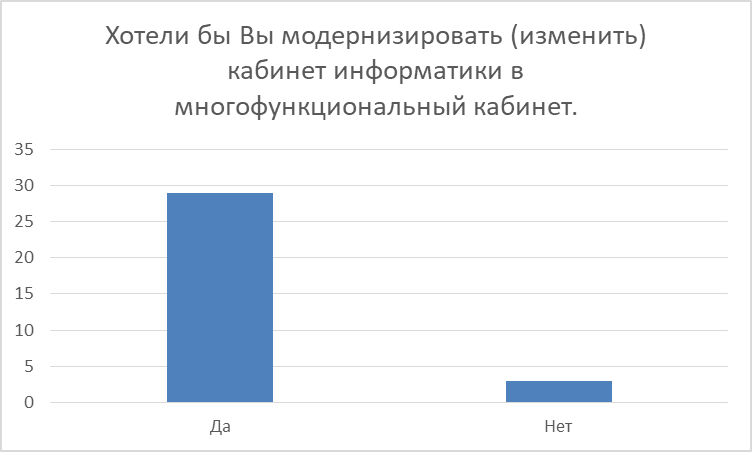 Хотели бы Вы модернизировать (изменить)
кабинет информатики в
многофункциональный кабинет.
35
30
25
20
15
10
5
0
Да
Нет